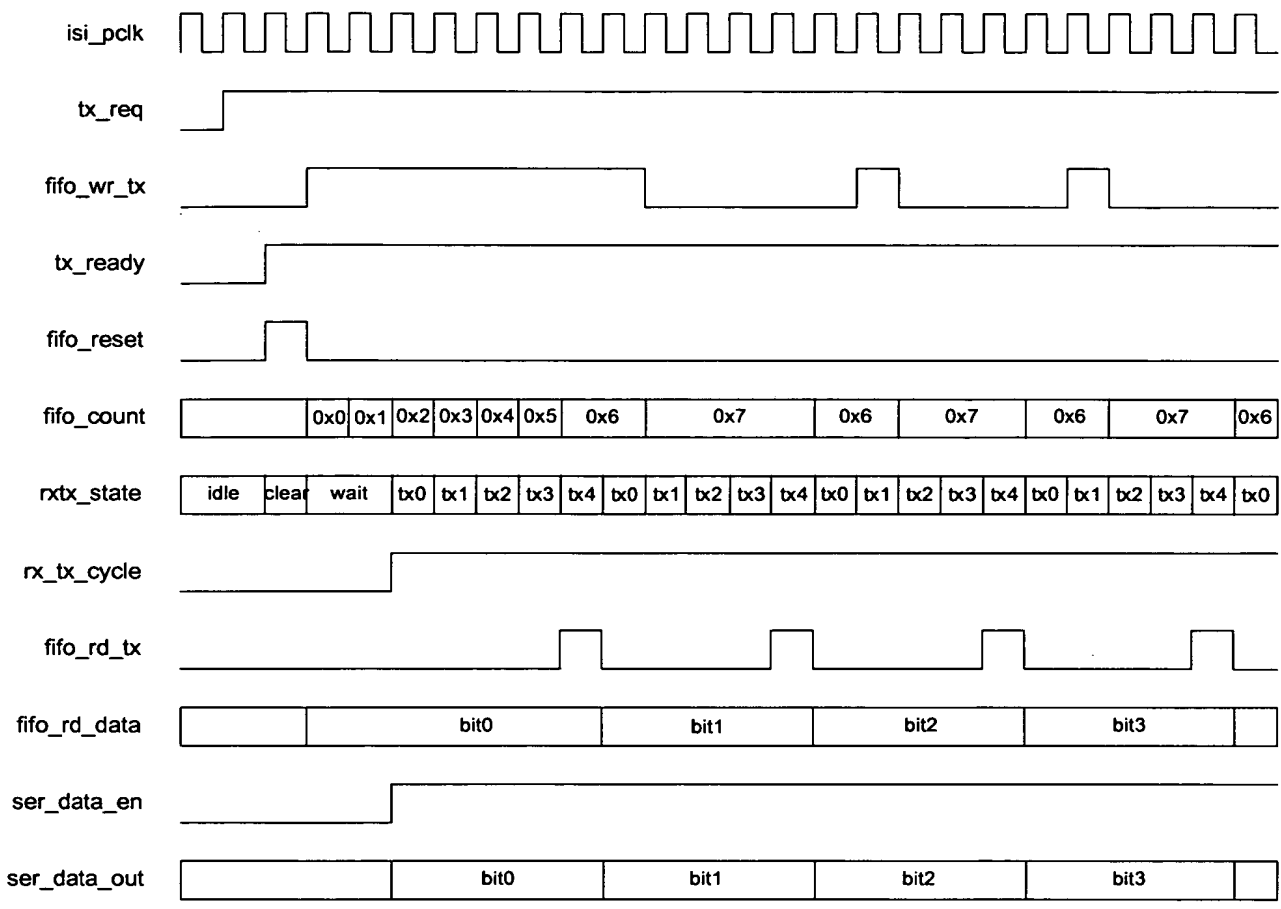 isi_pclk
tx_req
fifo_wr_tx
tx_ready
fifo_reset
fifo_count 0x0 0x1 0x2 0x3 0x4 0x5 0x6 0x7 0x6 0x7 0x6 0x7 0x6
rxtx_state idle clear wait tx0 tx1 tx2 tx3 tx4 tx0 tx1 tx2 tx3 tx4 tx0 tx1 tx2 tx3 tx4 tx0 tx1 tx2 tx3 tx4 tx0
rx_tx_cycle
fifo_rd_tx
fifo_rd_data bit0 bit1 bit2 bit3
ser_data_en
ser_data_out bit0 bit1 bit2 bit3